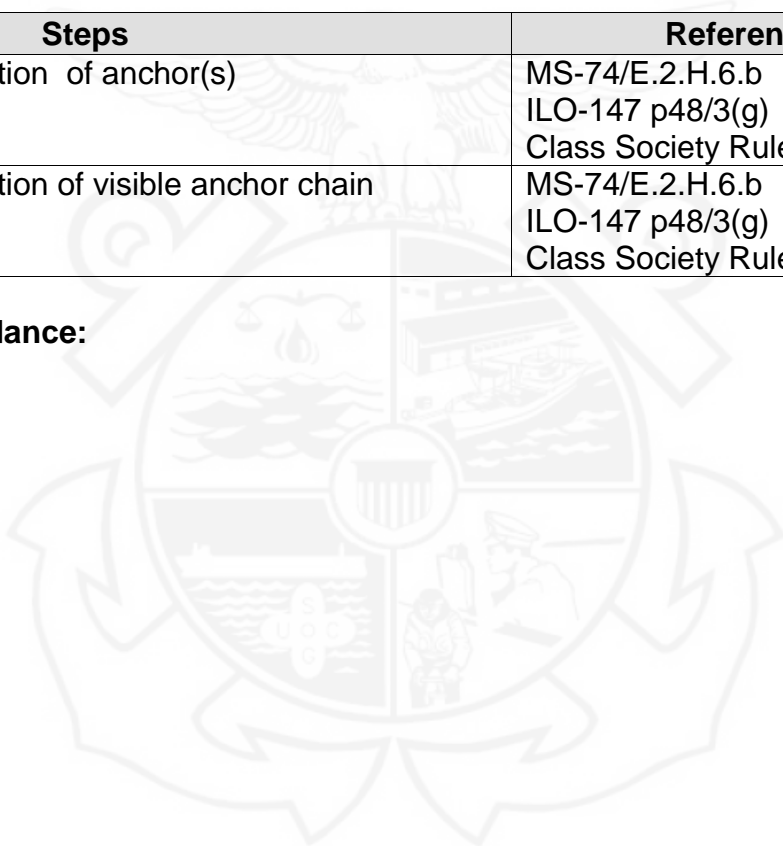 Steps Referen
tion of anchor(s) MS-74/E.2.H.6.b
ILO-147 p48/3(g)
Class Society Rule
tion of visible anchor chain MS-74/E.2.H.6.b
ILO-147 p48/3(g)
Class Society Rule
lance:
S
U O C
G